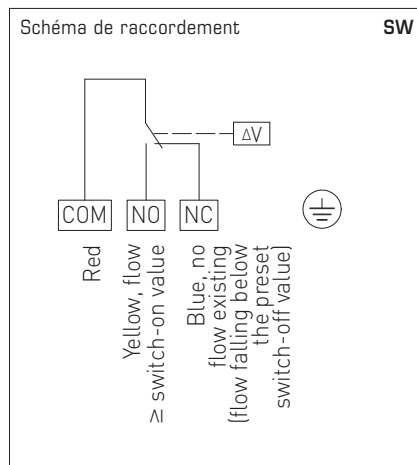 Schéma de raccordement
SW
ΔV
COM
NO
NC
Red
Yellow, flow
≥ switch-on value
Blue, no
flow existing
(flow falling below
the preset
switch-off value)